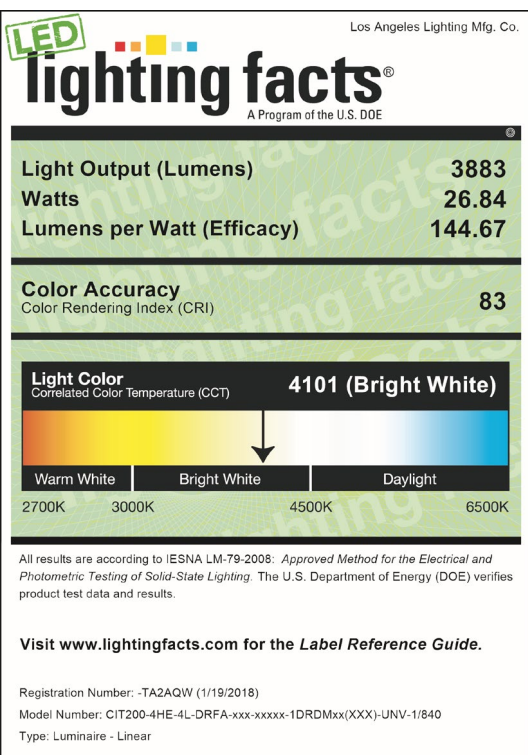 Los Angeles Lighting Mfg. Co.
LED
lighting facts®
A Program of the U.S. DOE
Light Output (Lumens) 3883
Watts 26.84
Lumens per Watt (Efficacy) 144.67
Color Accuracy
Color Rendering Index (CRI) 83
Light Color
Correlated Color Temperature (CCT) 4101 (Bright White)
Warm White Bright White Daylight
2700K 3000K 4500K 6500K
All results are according to IESNA LM-79-2008: Approved Method for the Electrical and
Photometric Testing of Solid-State Lighting. The U.S. Department of Energy (DOE) verifies
product test data and results.
Visit www.lightingfacts.com for the Label Reference Guide.
Registration Number: -TA2AQW (1/19/2018)
Model Number: CIT200-4HE-4L-DRFA-xxx-xxxxx-1DRDMxx(XXX)-UNV-1/840
Type: Luminaire - Linear